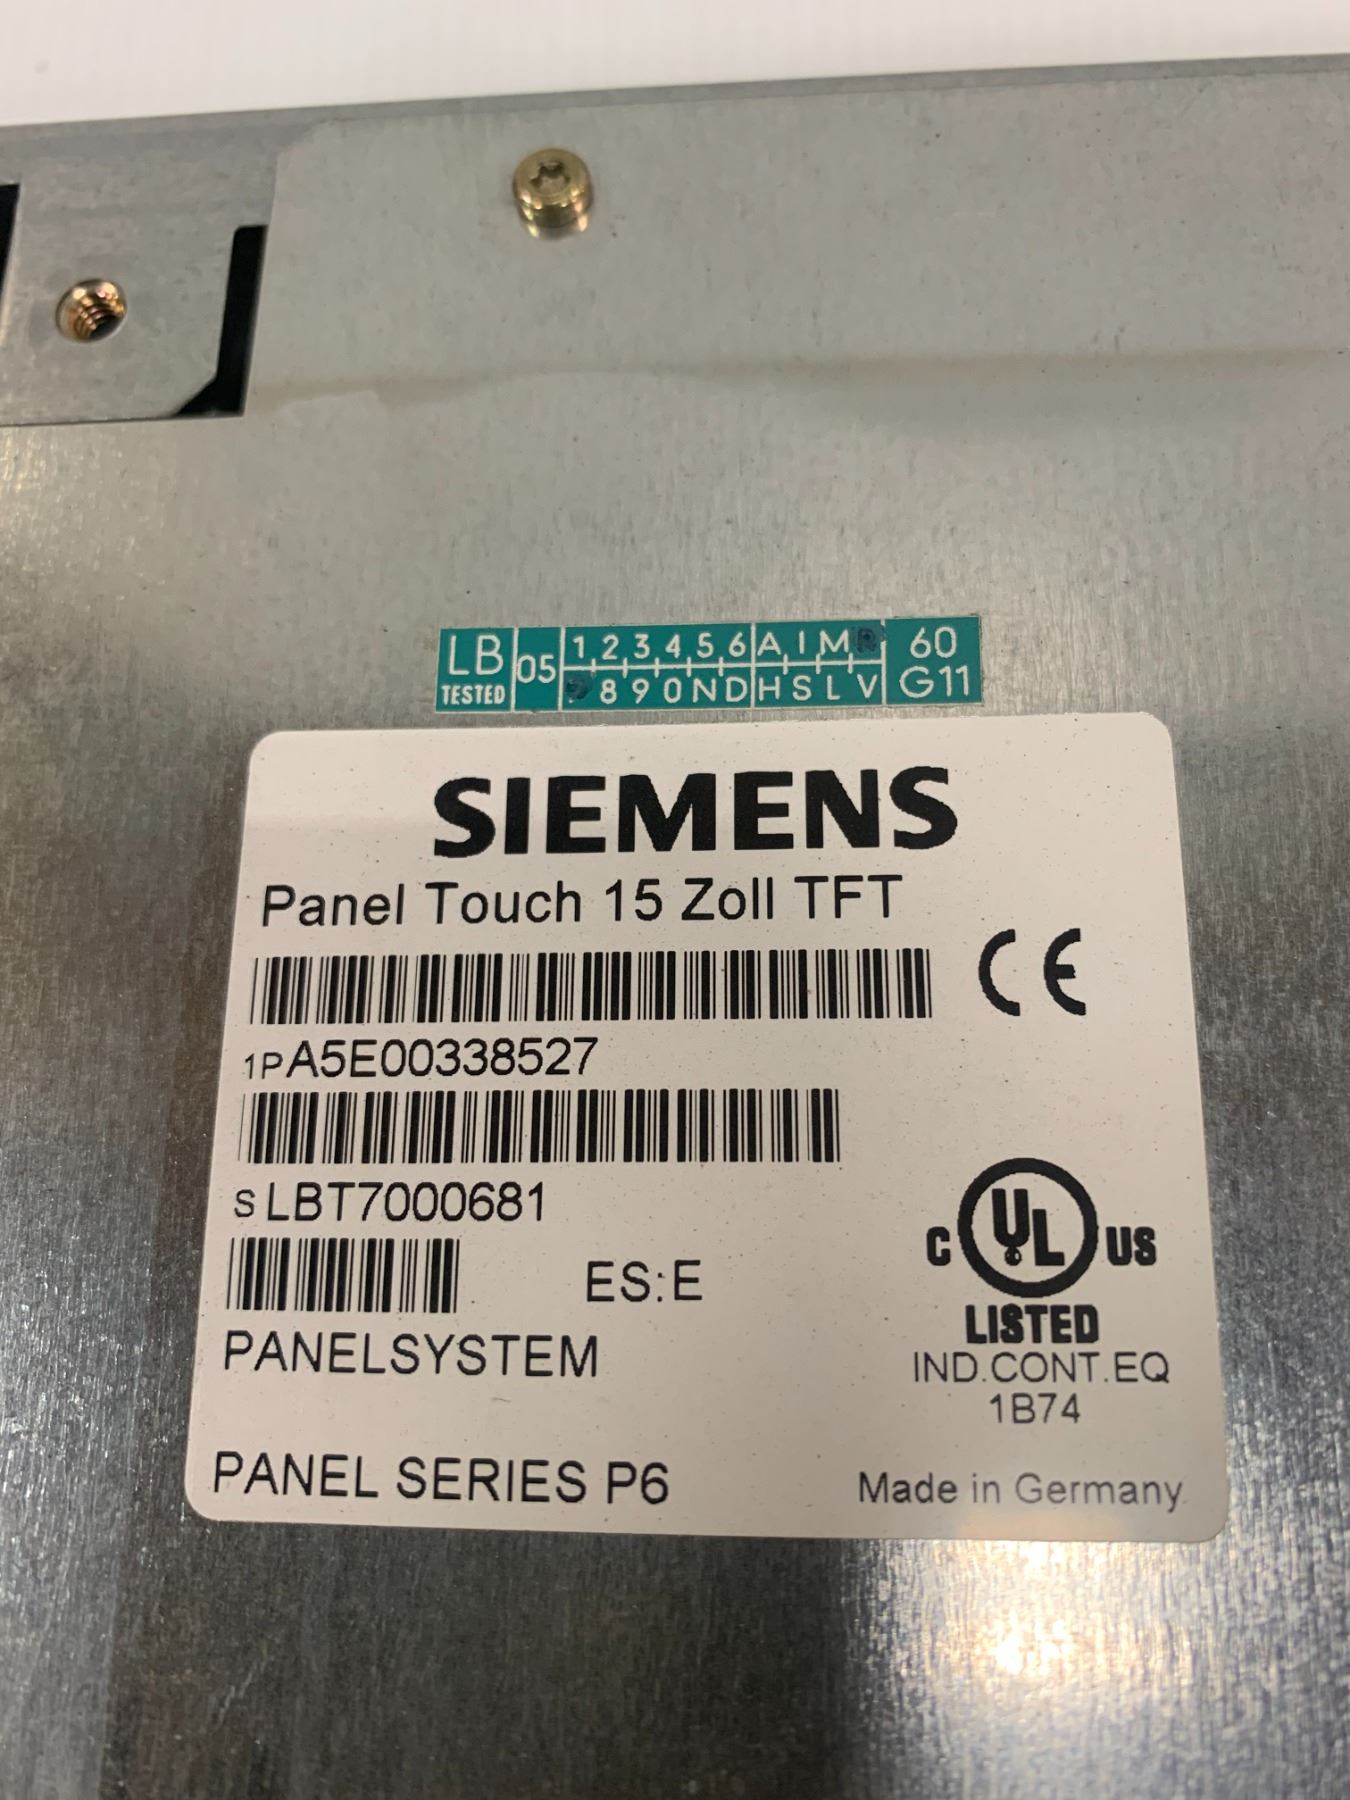 LB 05 1 2 3 4 5 6 A I M 60
TESTED 8 9 0 N D H S L V G11
SIEMENS
Panel Touch 15 Zoll TFT
CE
1P A5E00338527
S LBT7000681
C UL US
ES: E
LISTED
PANELSYSTEM
IND.CONT.EQ
1B74
PANEL SERIES P6
Made in Germany